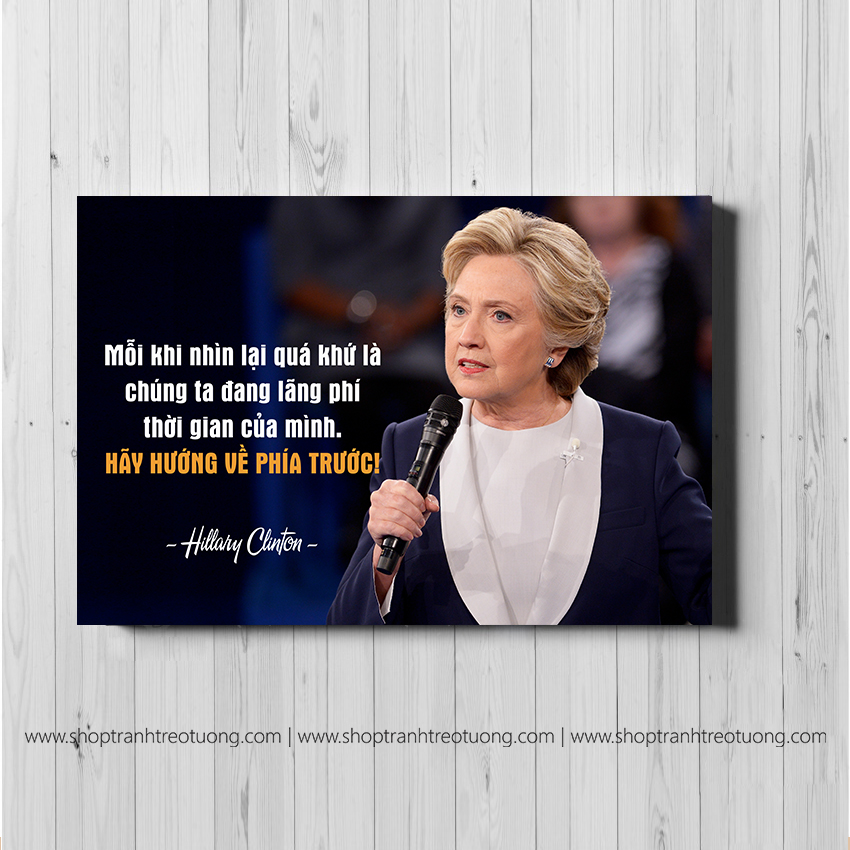 Mỗi khi nhìn lại quá khứ là
chúng ta đang lãng phí
thời gian của mình.
HÃY HƯỚNG VỀ PHÍA TRƯỚC!
~ Hillary Clinton ~
www.shoptranhtreotuong.com | www.shoptranhtreotuong.com | www.shoptranhtreotuong.com